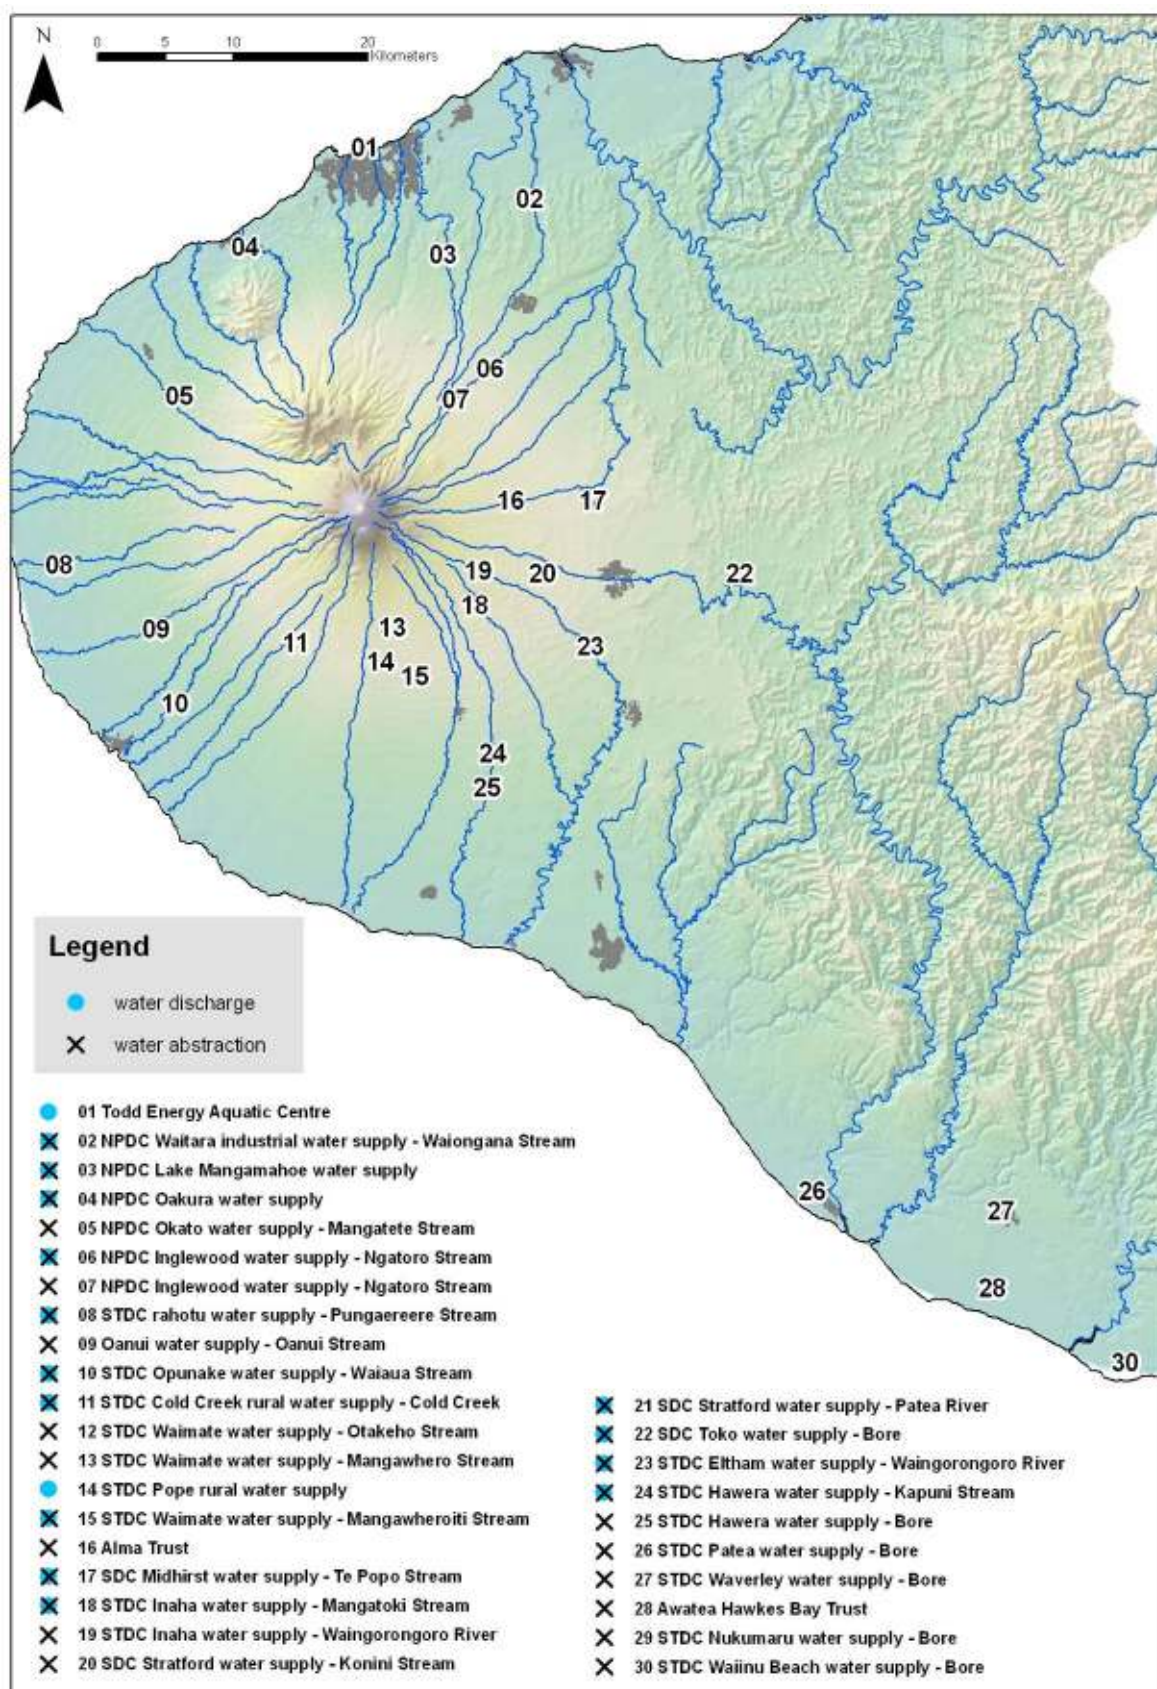 N
0 5 10 20
Kilometers
01
02
03
04
06
05
07
16 17
08
19 20 22
18
09 13 23
11
14 15
10
24
25
26
27
28
30
Legend
water discharge
water abstraction
01 Todd Energy Aquatic Centre
02 NPDC Waitara industrial water supply - Waiongana Stream
03 NPDC Lake Mangamahoe water supply
04 NPDC Oakura water supply
05 NPDC Okato water supply - Mangatete Stream
06 NPDC Inglewood water supply - Ngatoro Stream
07 NPDC Inglewood water supply - Ngatoro Stream
08 STDC rahotu water supply - Pungaereere Stream
09 Oanui water supply - Oanui Stream
10 STDC Opunake water supply - Waiaua Stream
11 STDC Cold Creek rural water supply - Cold Creek
12 STDC Waimate water supply - Otakeho Stream
13 STDC Waimate water supply - Mangawhero Stream
14 STDC Pope rural water supply
15 STDC Waimate water supply - Mangawheroiti Stream
16 Alma Trust
17 SDC Midhirst water supply - Te Popo Stream
18 STDC Inaha water supply - Mangatoki Stream
19 STDC Inaha water supply - Waingorongoro River
20 SDC Stratford water supply - Konini Stream
21 SDC Stratford water supply - Patea River
22 SDC Toko water supply - Bore
23 STDC Eltham water supply - Waingorongoro River
24 STDC Hawera water supply - Kapuni Stream
25 STDC Hawera water supply - Bore
26 STDC Patea water supply - Bore
27 STDC Waverley water supply - Bore
28 Awatea Hawkes Bay Trust
29 STDC Nukumaru water supply - Bore
30 STDC Waiinu Beach water supply - Bore